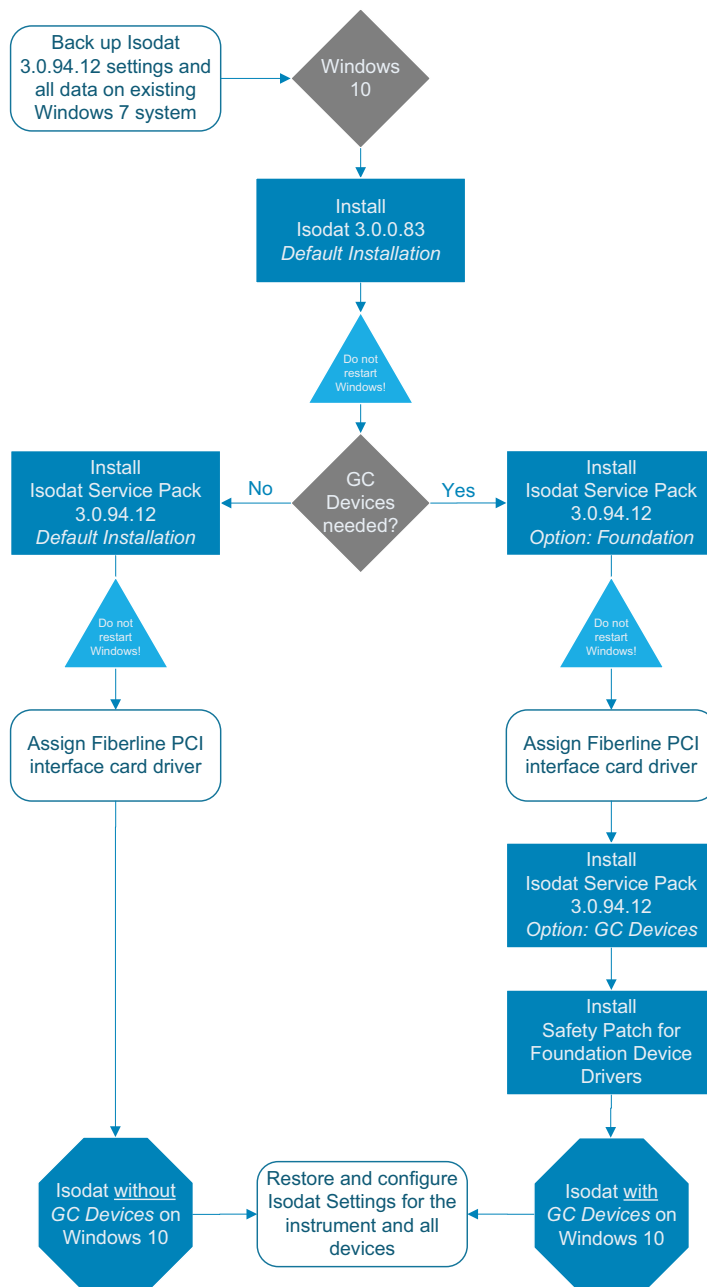 Back up Isodat
3.0.94.12 settings and
all data on existing
Windows 7 system
Windows
10
Install
Isodat 3.0.0.83
Default Installation
Do not
restart
Windows!
GC
Devices
needed?
No
Yes
Install
Isodat Service Pack
3.0.94.12
Default Installation
Install
Isodat Service Pack
3.0.94.12
Option: Foundation
Do not
restart
Windows!
Do not
restart
Windows!
Assign Fiberline PCI
interface card driver
Assign Fiberline PCI
interface card driver
Install
Isodat Service Pack
3.0.94.12
Option: GC Devices
Install
Safety Patch for
Foundation Device
Drivers
Isodat without
GC Devices on
Windows 10
Restore and configure
Isodat Settings for the
instrument and all
devices
Isodat with
GC Devices on
Windows 10